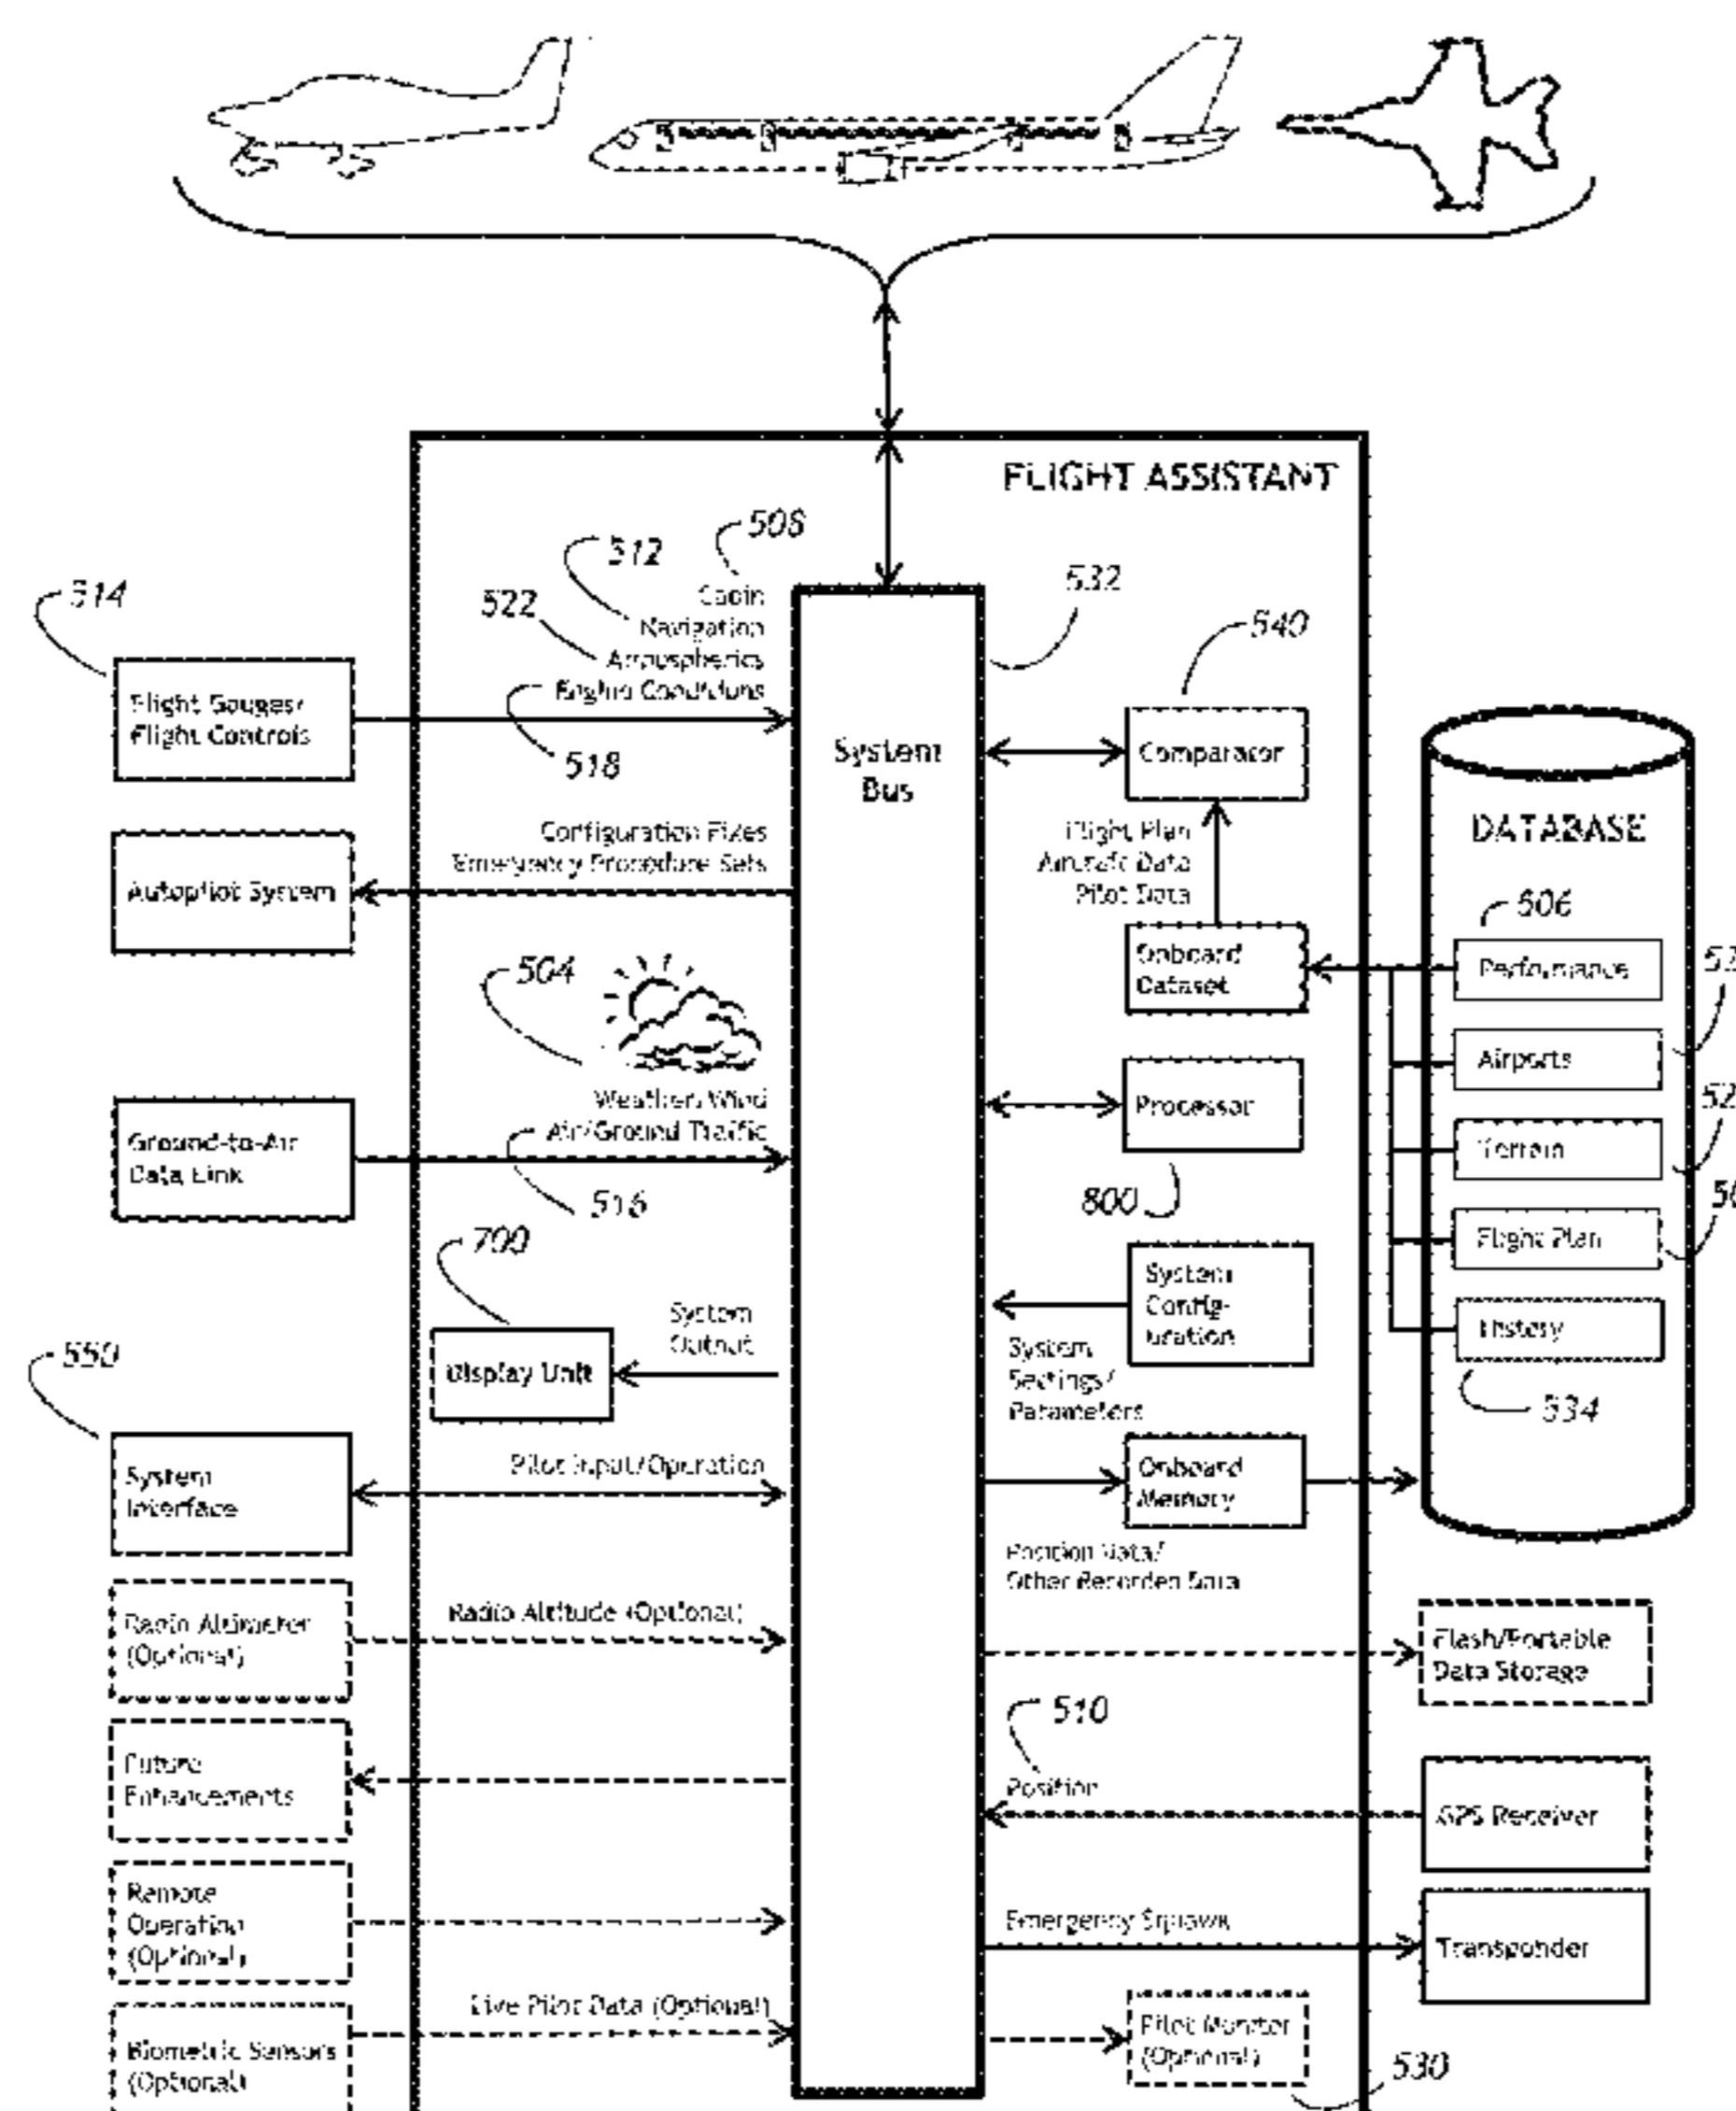 FLIGHT ASSISTANT
508
512
514
522
532
540
Cabin
Navigation
Atmospherics
Engine Conditions
Flight Gauges/
Flight Controls
518
System
Bus
Comparator
DATABASE
Configuration Fixes
Emergency Procedure Sets
Autopilot System
Flight Plan
Aircraft Data
Pilot Data
506
Onboard
Dataset
Performance
504
Airports
Weather/Wind
Air/Ground Traffic
Ground-to-Air
Data Link
Processor
Terrain
516
800
700
Flight Plan
System
Config-
uration
System
Output
Display Unit
History
System
Settings/
Parameters
534
550
System
Interface
Pilot Input/Operation
Onboard
Memory
Position Data/
Other Recorded Data
Radio Altimeter
(Optional)
Radio Altitude (Optional)
Flash/Portable
Data Storage
510
Future
Enhancements
Position
GPS Receiver
Remote
Operation
(Optional)
Emergency Squawk
Transponder
Live Pilot Data (Optional)
Biometric Sensors
(Optional)
Pilot Monitor
(Optional)
530